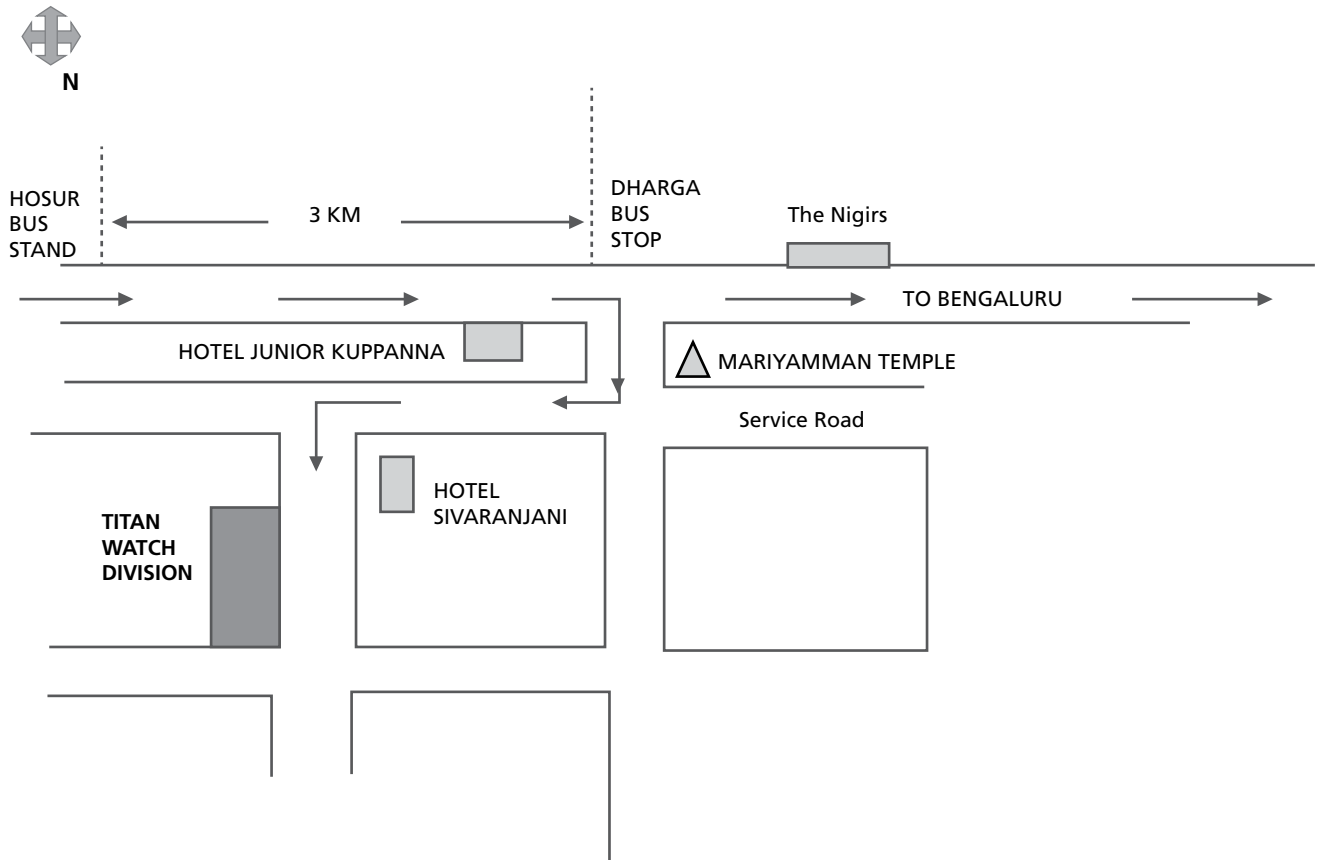 N
HOSUR
BUS
STAND
3 KM
DHARGA
BUS
STOP
The Nigirs
TO BENGALURU
HOTEL JUNIOR KUPPANNA
MARIYAMMAN TEMPLE
Service Road
HOTEL
SIVARANJANI
TITAN
WATCH
DIVISION